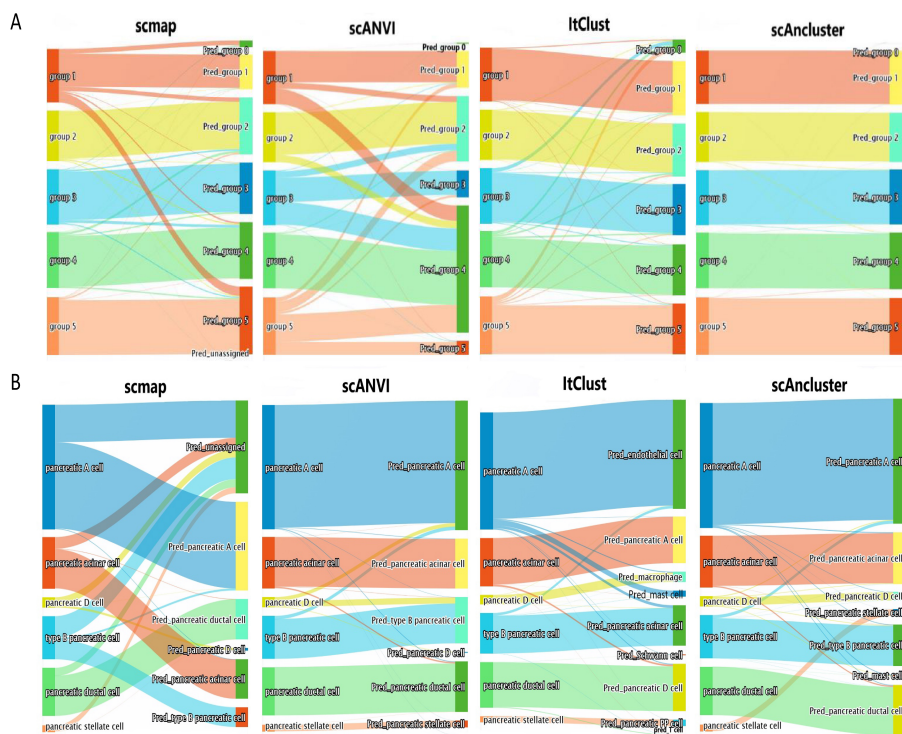 A
scmap
group 1
group 2
group 3
group 4
group 5
Pred_group 0
Pred_group 1
Pred_group 2
Pred_group 3
Pred_group 4
Pred_group 5
Pred_unassigned
scANVI
group 1
group 2
group 3
group 4
group 5
Pred_group 0
Pred_group 1
Pred_group 2
Pred_group 3
Pred_group 4
Pred_group 5
ItClust
group 1
group 2
group 3
group 4
group 5
Pred_group 0
Pred_group 1
Pred_group 2
Pred_group 3
Pred_group 4
Pred_group 5
scAncluster
group 1
group 2
group 3
group 4
group 5
Pred_group 0
Pred_group 1
Pred_group 2
Pred_group 3
Pred_group 4
Pred_group 5
B
scmap
pancreatic A cell
pancreatic acinar cell
pancreatic D cell
type B pancreatic cell
pancreatic ductal cell
pancreatic stellate cell
Pred_unassigned
Pred_pancreatic A cell
Pred_pancreatic ductal cell
Pred_pancreatic D cell
Pred_pancreatic acinar cell
Pred_type B pancreatic cell
scANVI
pancreatic A cell
pancreatic acinar cell
pancreatic D cell
type B pancreatic cell
pancreatic ductal cell
pancreatic stellate cell
Pred_pancreatic A cell
Pred_pancreatic acinar cell
Pred_type B pancreatic cell
Pred_pancreatic D cell
Pred_pancreatic ductal cell
Pred_pancreatic stellate cell
ItClust
pancreatic A cell
pancreatic acinar cell
pancreatic D cell
type B pancreatic cell
pancreatic ductal cell
pancreatic stellate cell
Pred_endothelial cell
Pred_pancreatic A cell
Pred_macrophage
Pred_mast cell
Pred_pancreatic acinar cell
Pred_Schwann cell
Pred_pancreatic D cell
Pred_pancreatic PP cell
pred_T cell
scAncluster
pancreatic A cell
pancreatic acinar cell
pancreatic D cell
type B pancreatic cell
pancreatic ductal cell
pancreatic stellate cell
Pred_pancreatic A cell
Pred_pancreatic acinar cell
Pred_pancreatic D cell
Pred_pancreatic stellate cell
Pred_type B pancreatic cell
Pred_mast cell
Pred_pancreatic ductal cell